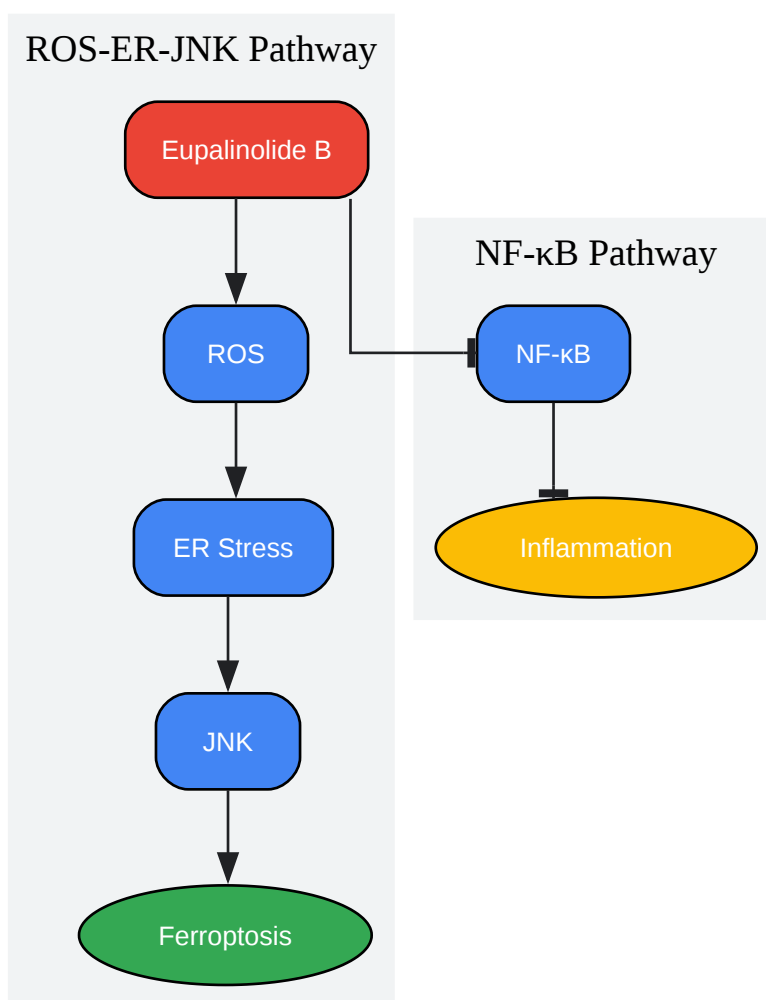 ROS-ER-JNK Pathway
Eupalinolide B
ROS
ER Stress
JNK
Ferroptosis
NF-κB Pathway
NF-κB
Inflammation